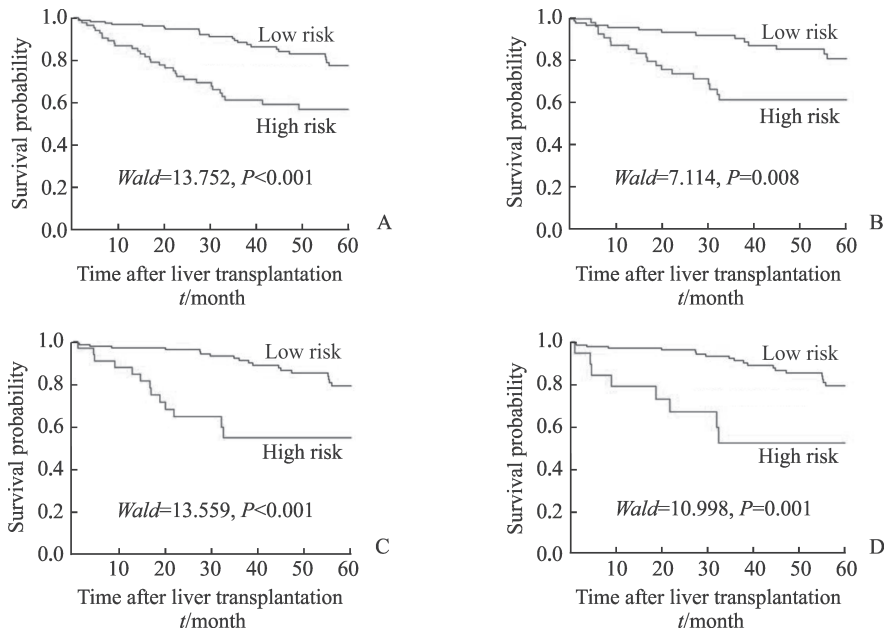 1.0
0.8
0.6
0.4
0.2
0.0
Survival probability
Low risk
High risk
Wald=13.752, P<0.001
10 20 30 40 50 60
Time after liver transplantation
t/month
A
1.0
0.8
0.6
0.4
0.2
0.0
Survival probability
Low risk
High risk
Wald=7.114, P=0.008
10 20 30 40 50 60
Time after liver transplantation
t/month
B
1.0
0.8
0.6
0.4
0.2
0.0
Survival probability
Low risk
High risk
Wald=13.559, P<0.001
10 20 30 40 50 60
Time after liver transplantation
t/month
C
1.0
0.8
0.6
0.4
0.2
0.0
Survival probability
Low risk
High risk
Wald=10.998, P=0.001
10 20 30 40 50 60
Time after liver transplantation
t/month
D